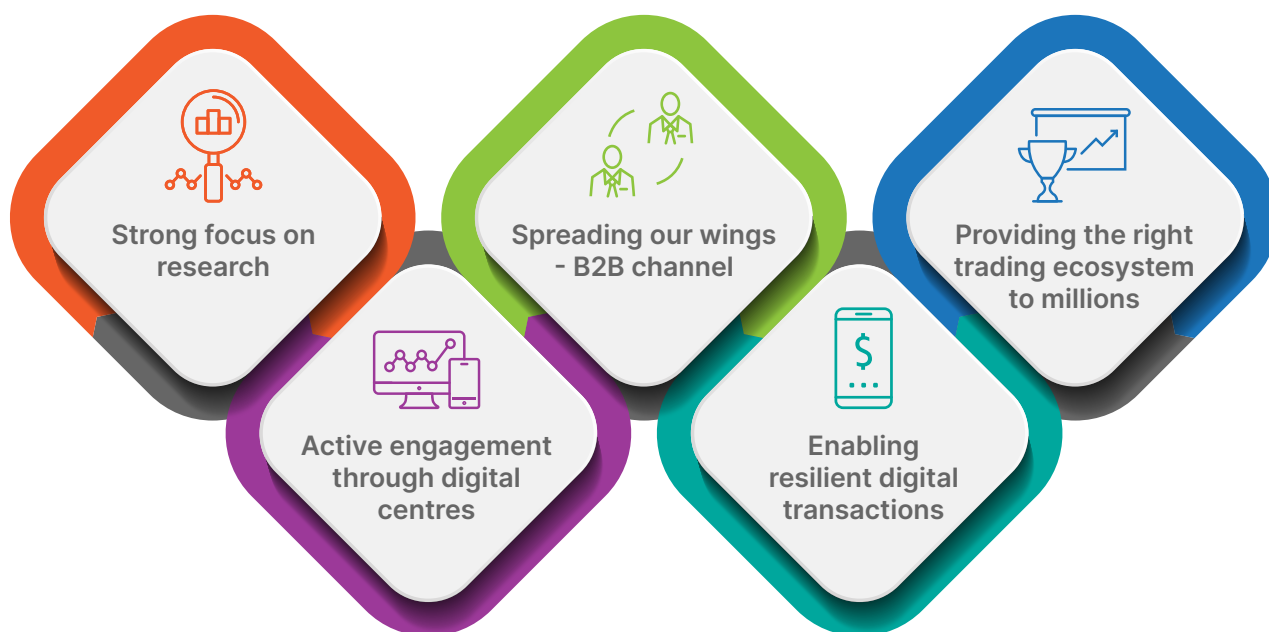 Strong focus on
research
Active engagement
through digital
centres
Spreading our wings
- B2B channel
$
Enabling
resilient digital
transactions
Providing the right
trading ecosystem
to millions